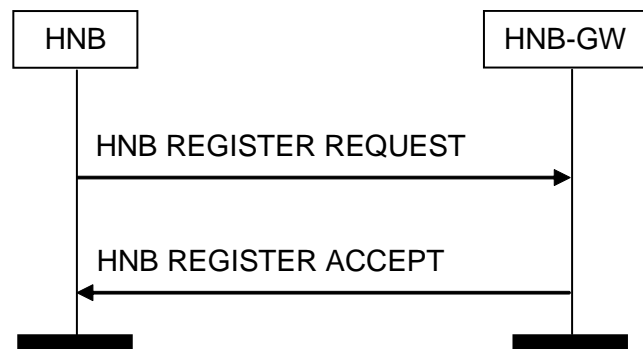 HNB
HNB-GW
HNB REGISTER REQUEST
HNB REGISTER ACCEPT